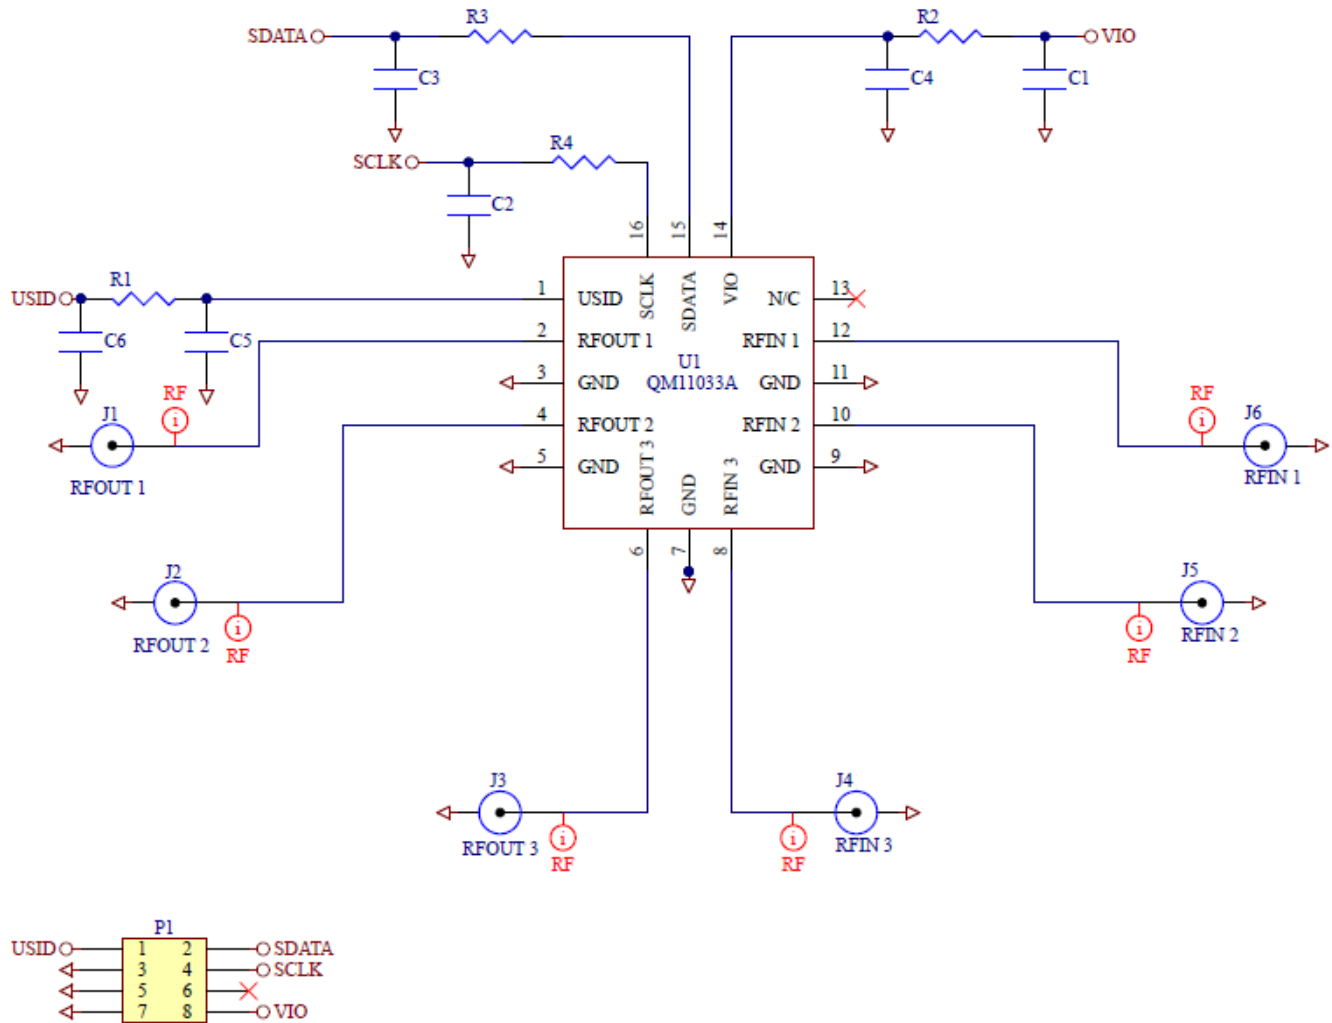 SDATA
R3
R2
VIO
C3
C4
C1
SCLK
R4
C2
16
15
14
USID
R1
1
USID
SCLK
SDATA
VIO
N/C
13
C6
C5
2
RFOUT 1
RFIN 1
12
U1
QM11033A
3
GND
GND
11
RF
i
J1
RFOUT 1
4
RFOUT 2
RFIN 2
10
RF
i
J6
RFIN 1
5
GND
RFOUT 3
GND
RFIN 3
GND
9
6
7
8
J2
RFOUT 2
i
RF
J5
RFIN 2
i
RF
J3
RFOUT 3
i
RF
J4
RFIN 3
i
RF
P1
USID 1 2 SDATA
3 4 SCLK
5 6
7 8 VIO